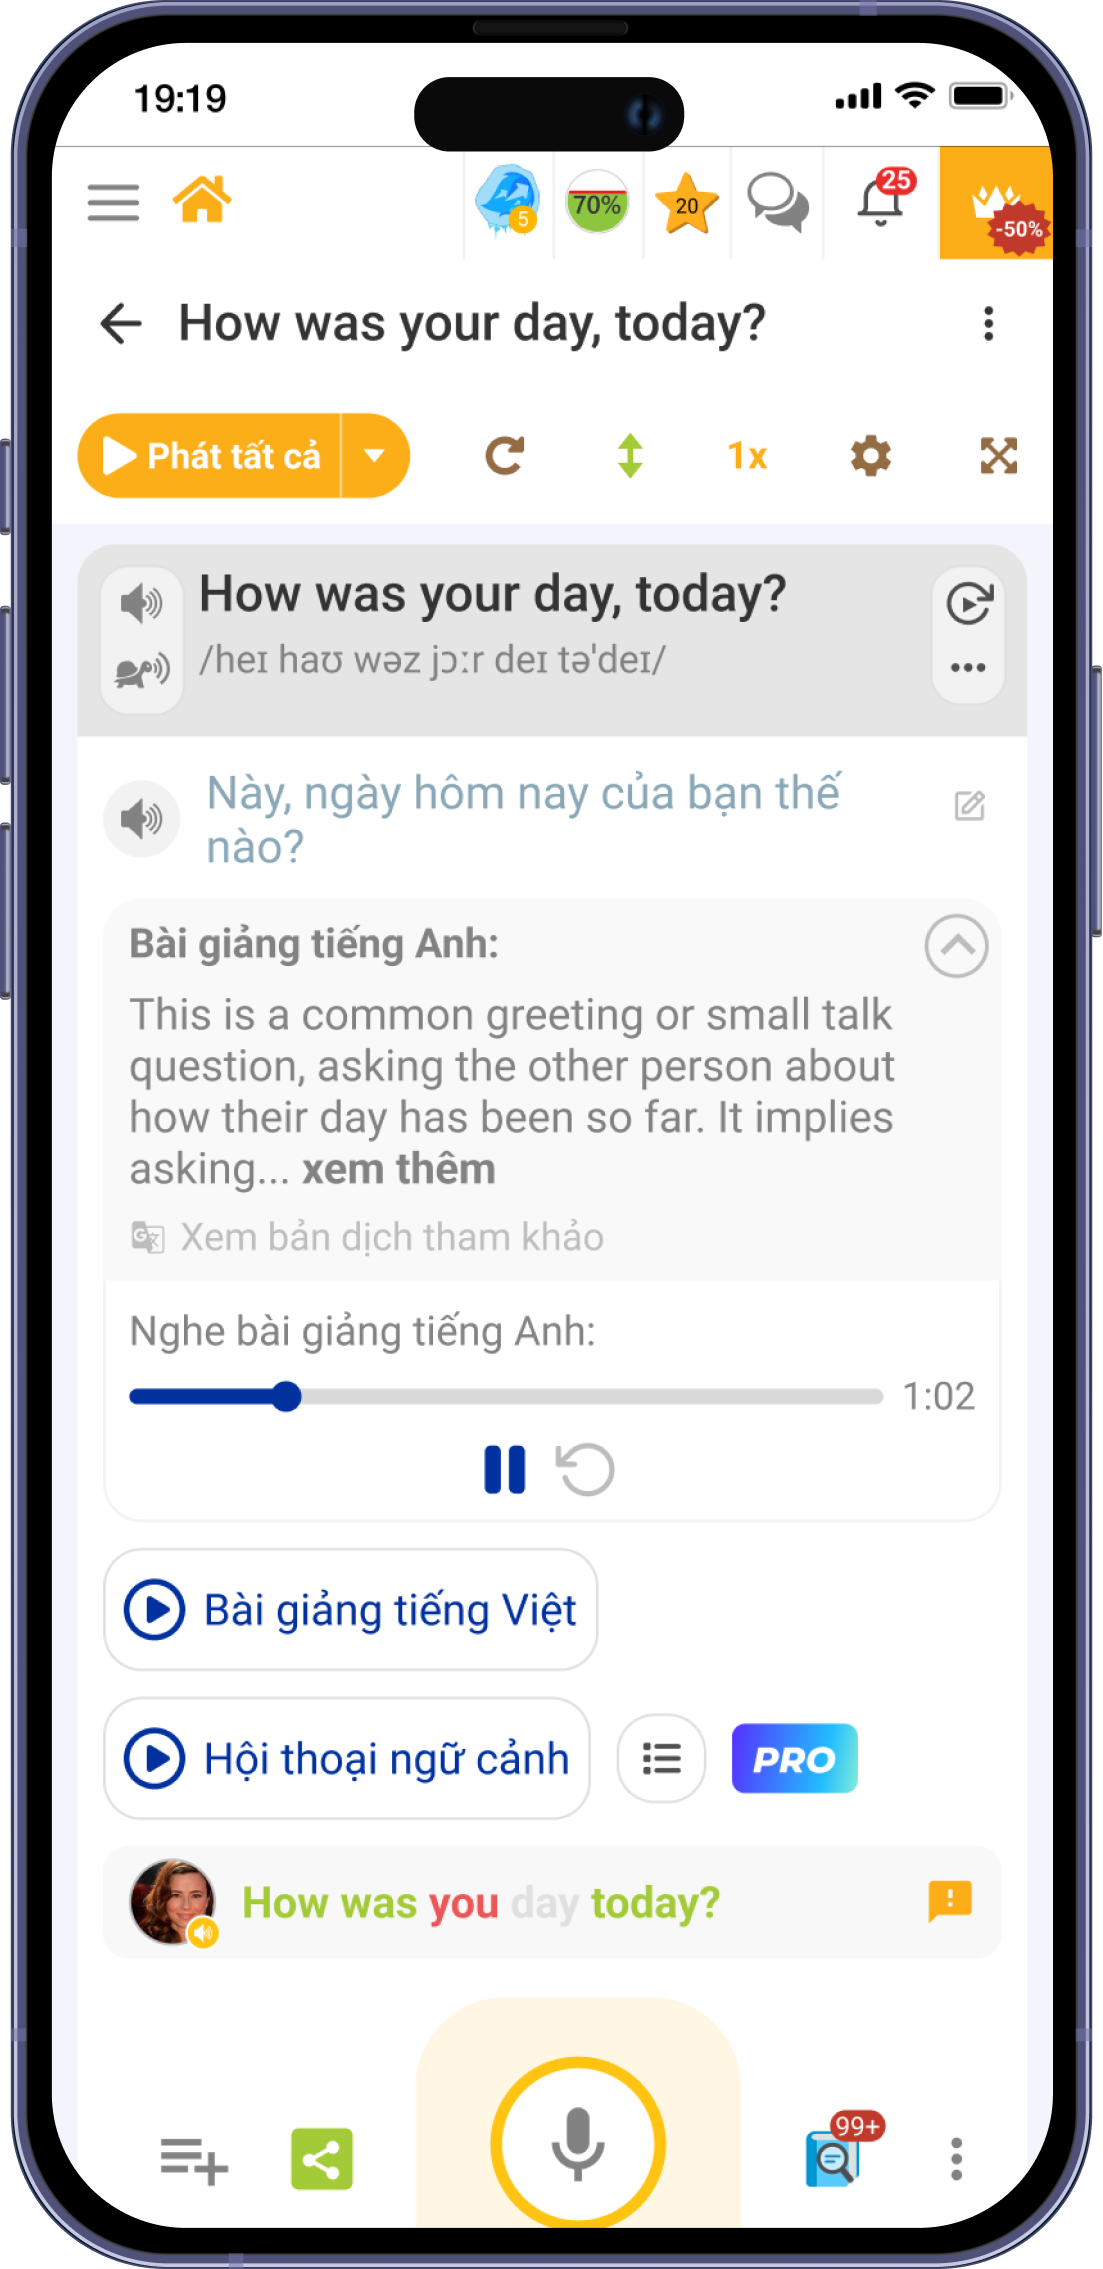 19:19
5
70%
20
25
-50%
How was your day, today?
Phát tất cả
1x
How was your day, today?
/heɪ haʊ wəz jɔːr deɪ tə'deɪ/
Này, ngày hôm nay của bạn thế
nào?
Bài giảng tiếng Anh:
This is a common greeting or small talk
question, asking the other person about
how their day has been so far. It implies
asking... xem thêm
Xem bản dịch tham khảo
Nghe bài giảng tiếng Anh:
1:02
Bài giảng tiếng Việt
Hội thoại ngữ cảnh
PRO
How was you day today?
99+